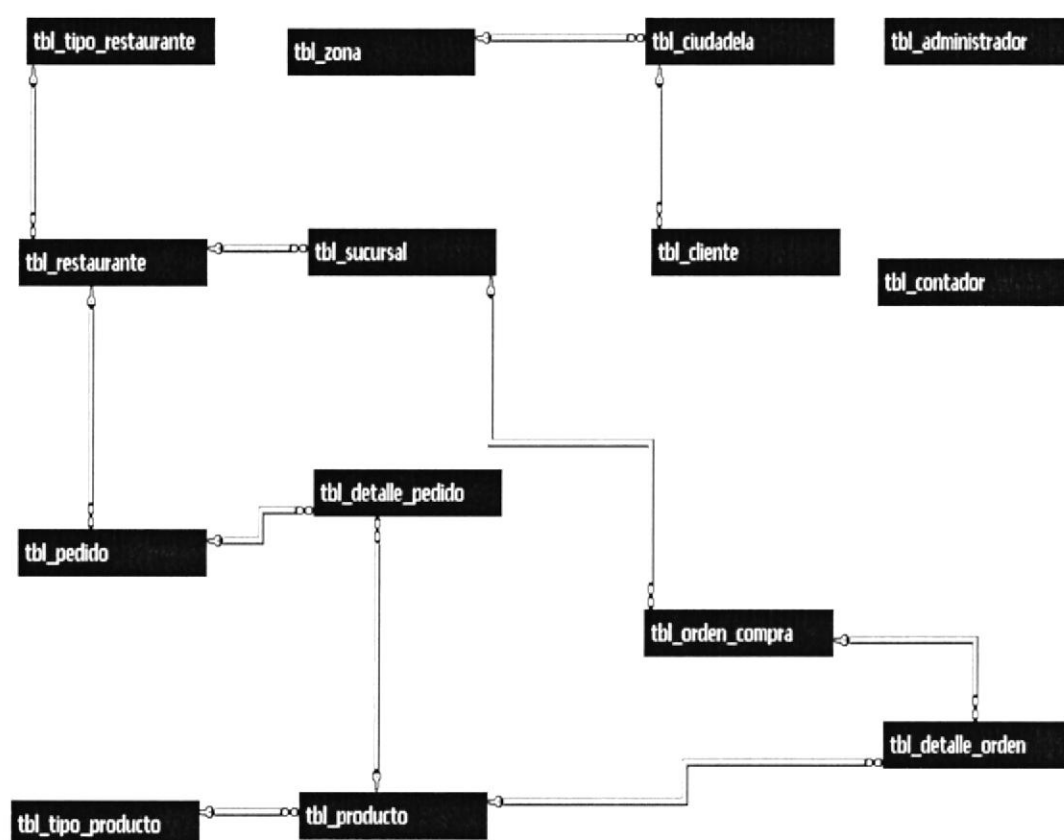 tbl_tipo_restaurante
tbl_zona
tbl_ciudadela
tbl_administrador
tbl_restaurante
tbl_sucursal
tbl_cliente
tbl_contador
tbl_detalle_pedido
tbl_pedido
tbl_orden_compra
tbl_detalle_orden
tbl_tipo_producto
tbl_producto